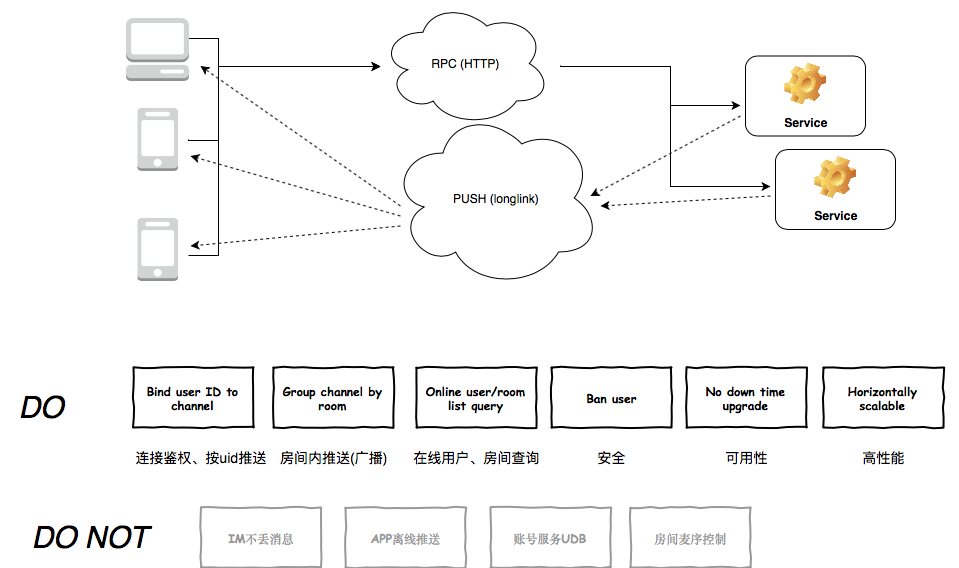 RPC (HTTP)
Service
PUSH (longlink)
Service
DO
Bind user ID to
channel
Group channel by
room
Online user/room
list query
Ban user
No down time
upgrade
Horizontally
scalable
连接鉴权、按uid推送
房间内推送(广播)
在线用户、房间查询
安全
可用性
高性能
DO NOT
IM不丢消息
APP离线推送
账号服务UDB
房间麦序控制